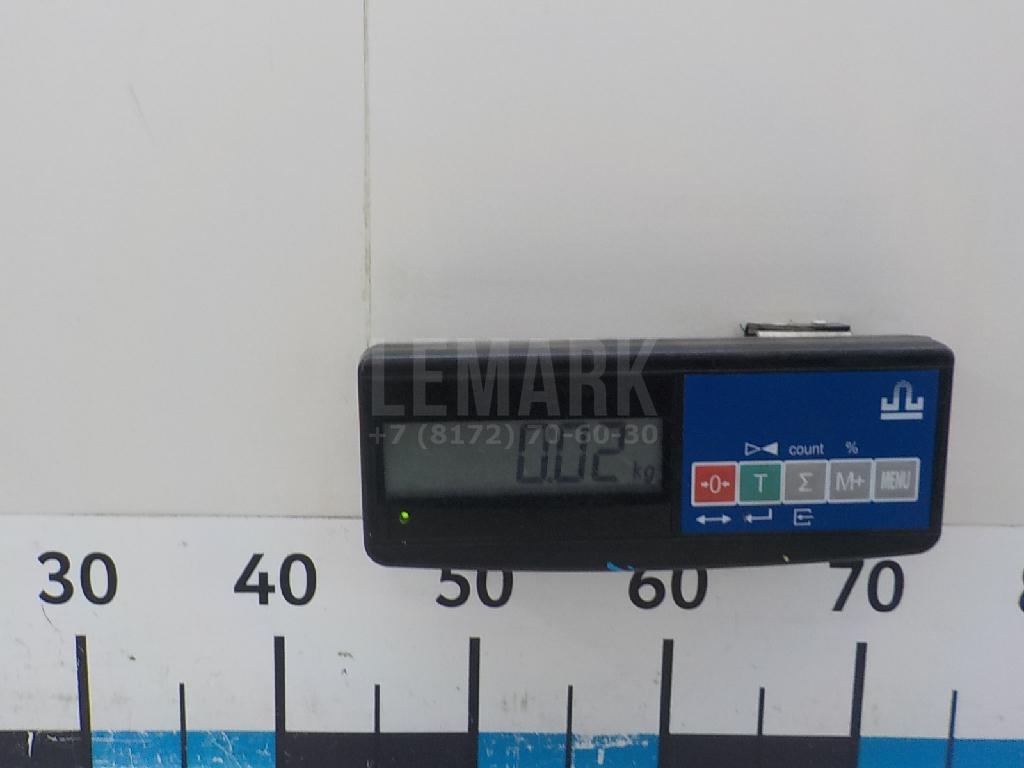 LEMARK
+7 (8172) 70-60-30
0.02 kg
count %
→0← T Σ M+ MENU
30 40 50 60 70